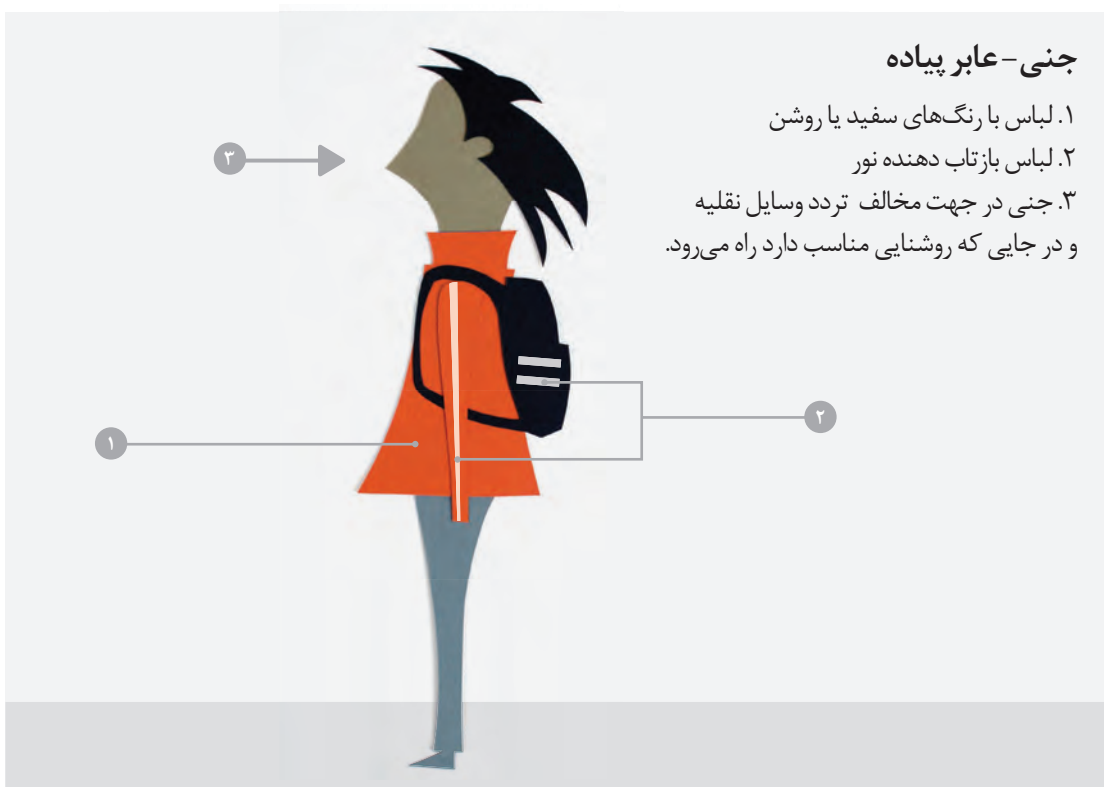 جنی - عابر پیاده
۱. لباس با رنگ‌های سفید یا روشن
۲. لباس بازتاب دهنده نور
۳. جنی در جهت مخالف تردد وسایل نقلیه
و در جایی که روشنایی مناسب دارد راه می‌رود.
۳
۲
۱